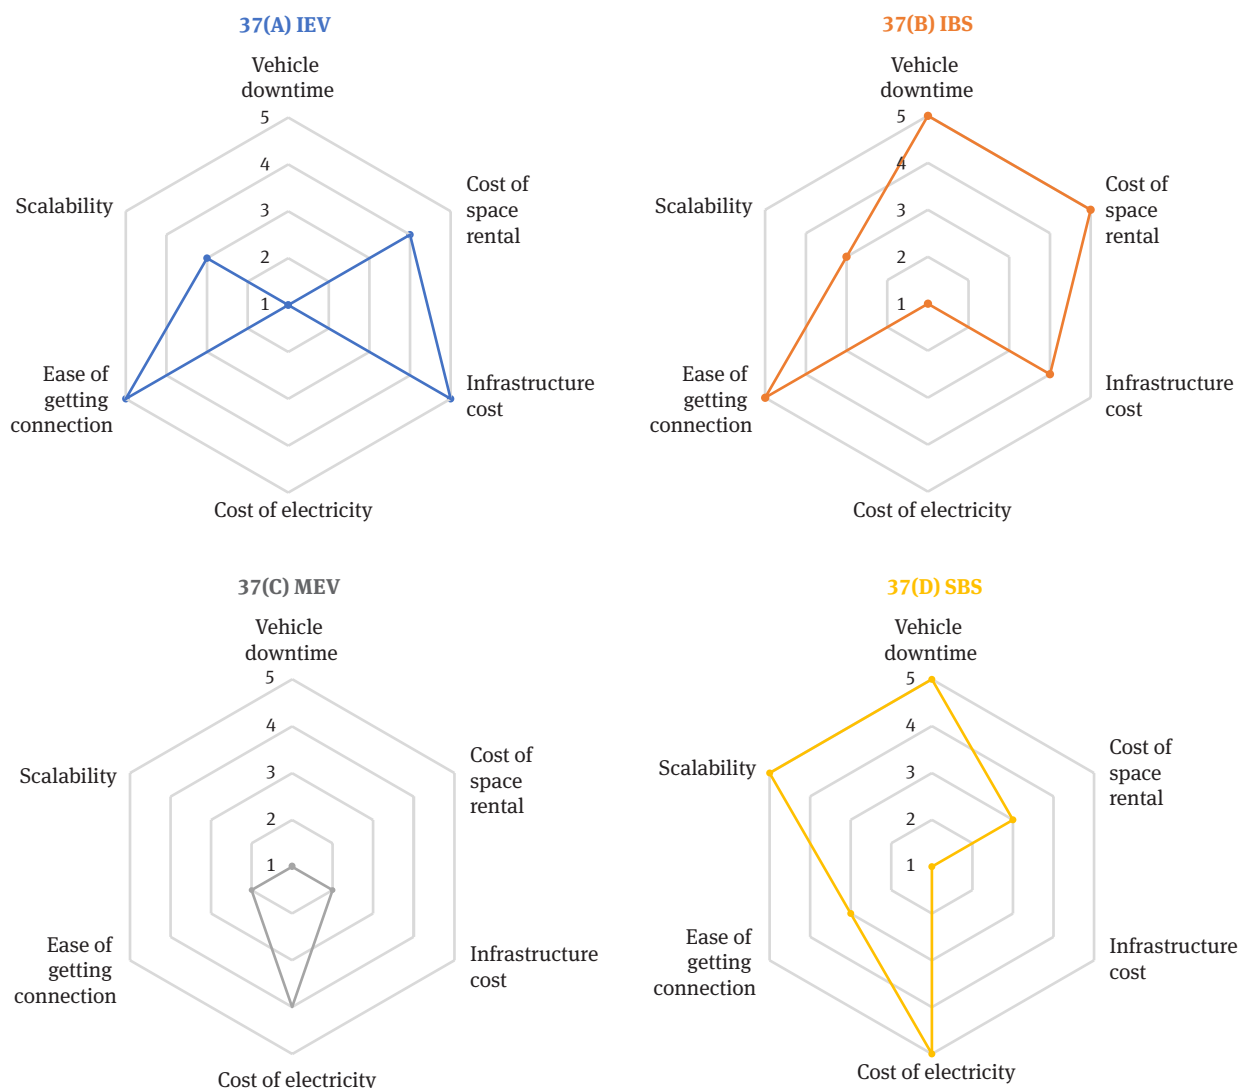 37(A) IEV
Vehicle
downtime
5
4
3
2
1
Cost of
space
rental
Scalability
Infrastructure
cost
Ease of
getting
connection
Cost of electricity
37(B) IBS
Vehicle
downtime
5
4
3
2
1
Cost of
space
rental
Scalability
Infrastructure
cost
Ease of
getting
connection
Cost of electricity
37(C) MEV
Vehicle
downtime
5
4
3
2
1
Cost of
space
rental
Scalability
Infrastructure
cost
Ease of
getting
connection
Cost of electricity
37(D) SBS
Vehicle
downtime
5
4
3
2
1
Cost of
space
rental
Scalability
Infrastructure
cost
Ease of
getting
connection
Cost of electricity